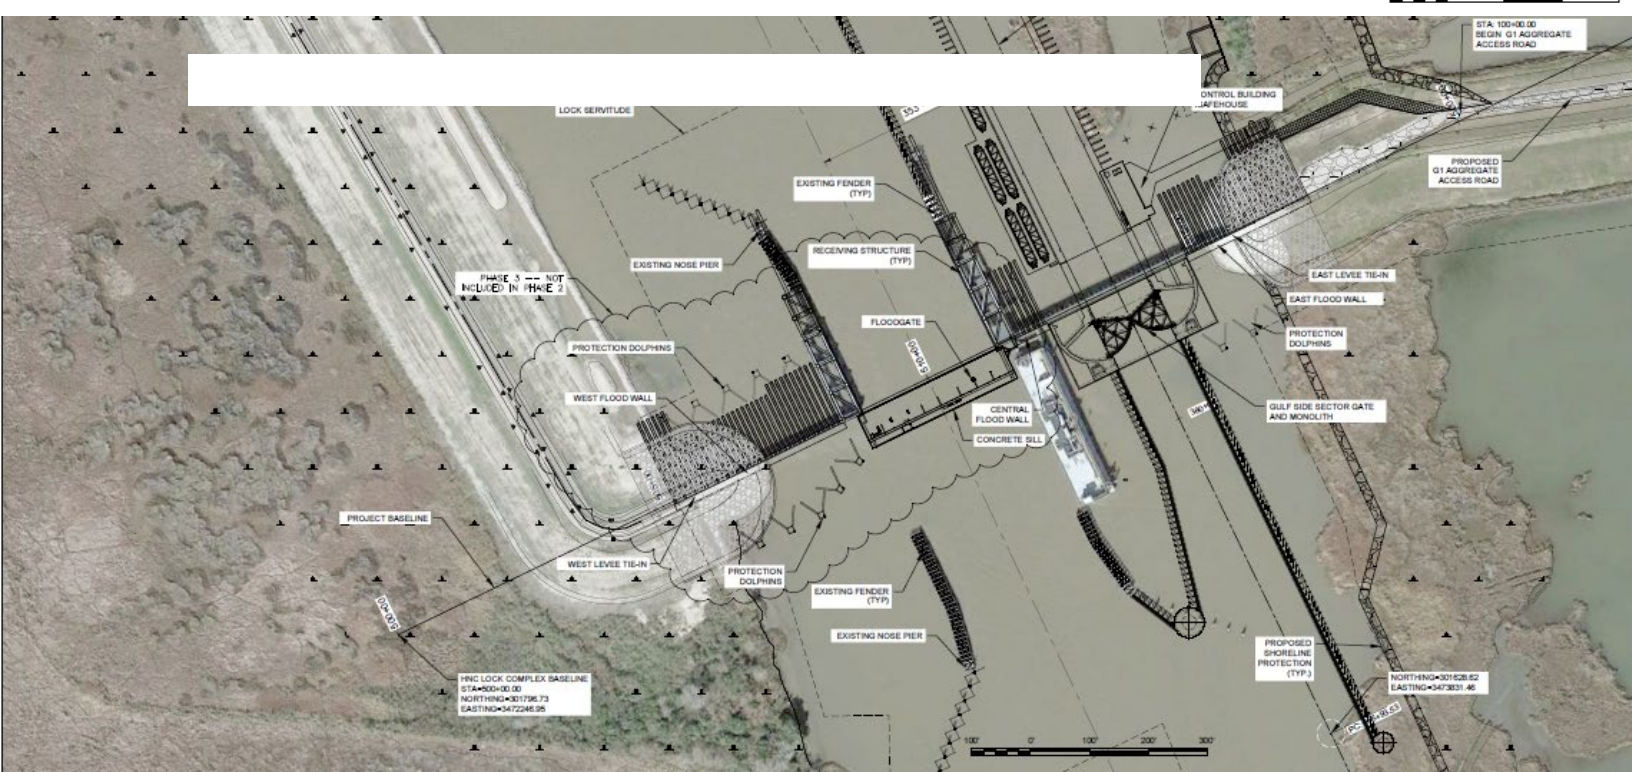 STA: 100+00.00
BEGIN G1 AGGREGATE
ACCESS ROAD
LOCK SERVITUDE
353'
CONTROL BUILDING
SAFEHOUSE
PROPOSED
G1 AGGREGATE
ACCESS ROAD
EXISTING FENDER
(TYP)
EXISTING NOSE PIER
RECEIVING STRUCTURE
(TYP)
PHASE 3 -- NOT
INCLUDED IN PHASE 2
EAST LEVEE TIE-IN
EAST FLOOD WALL
FLOODGATE
510+00
PROTECTION
DOLPHINS
PROTECTION DOLPHINS
WEST FLOOD WALL
CENTRAL
FLOOD WALL
CONCRETE SILL
GULF SIDE SECTOR GATE
AND MONOLITH
PROJECT BASELINE
WEST LEVEE TIE-IN
PROTECTION
DOLPHINS
EXISTING FENDER
(TYP)
500+00
EXISTING NOSE PIER
PROPOSED
SHORELINE
PROTECTION
(TYP.)
HNC LOCK COMPLEX BASELINE
STA=500+00.00
NORTHING=301796.73
EASTING=3472246.95
NORTHING=301628.62
EASTING=3473831.46
100'
0'
100'
200'
300'